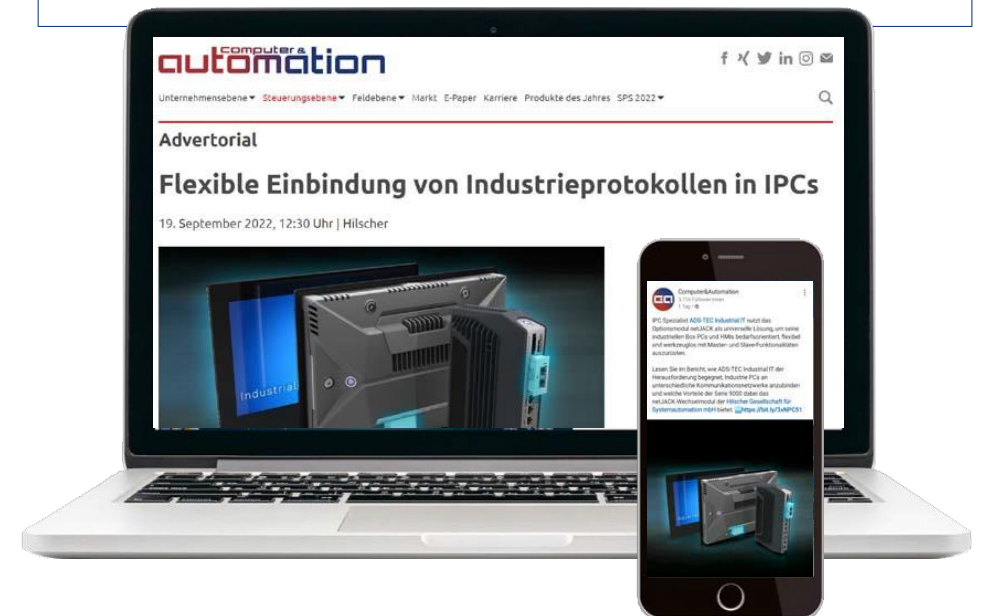 computer &
automation
Unternehmensebene Steuerungsebene Feldebene Markt E-Paper Karriere Produkte des Jahres SPS 2022
Advertorial
Flexible Einbindung von Industrieprotokollen in IPCs
19. September 2022, 12:30 Uhr | Hilscher
Industrial
Computer&Automation
1 Tag
IPC Spezialist ADS-TEC Industrial IT nutzt das
Optionsmodul netJACK als universelle Lösung, um seine
industriellen Box PCs und HMIs bedarfsorientiert, flexibel
und werkzeuglos mit Master- und Slave-Funktionalitäten
auszurüsten.
Lesen Sie im Bericht, wie ADS-TEC Industrial IT der
Herausforderung begegnet, Industrie PCs an
unterschiedliche Kommunikationsnetzwerke anzubinden
und welche Vorteile der Serie 9000 dabei das
netJACK-Wechselmodul der Hilscher Gesellschaft für
Systemautomation mbH bietet.